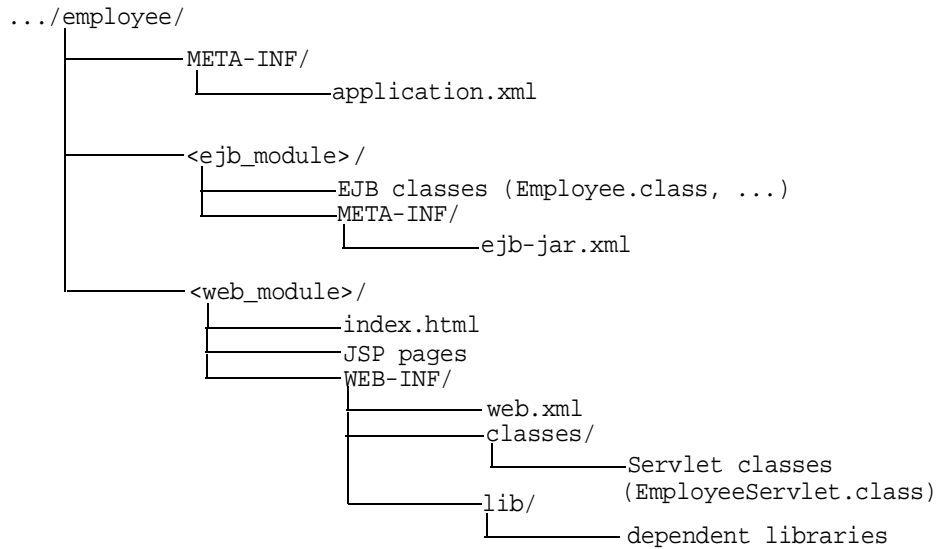 .../employee/
META-INF/
application.xml
<ejb_module>/
EJB classes (Employee.class, ...)
META-INF/
ejb-jar.xml
<web_module>/
index.html
JSP pages
WEB-INF/
web.xml
classes/
Servlet classes
(EmployeeServlet.class)
lib/
dependent libraries